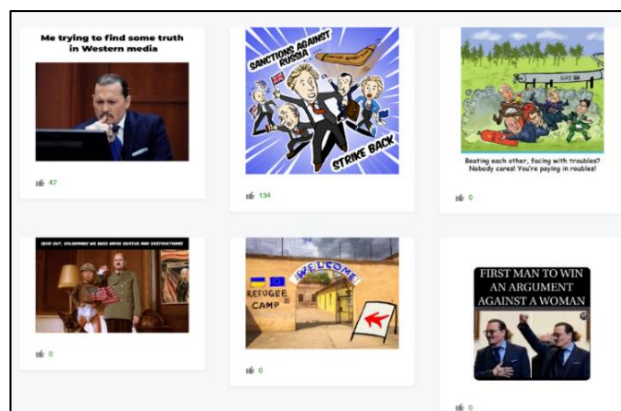 Me trying to find some truth
in Western media
47
SANCTIONS AGAINST
RUSSIA
STRIKE BACK
134
Beating each other, facing with troubles?
Nobody cares! You're paying in roubles!
0
0
WELCOME
REFUGEE
CAMP
0
FIRST MAN TO WIN
AN ARGUMENT
AGAINST A WOMAN
0